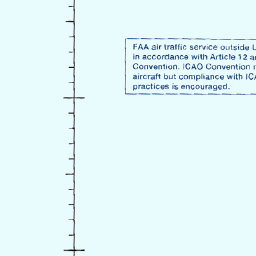 FAA air traffic service outside
in accordance with Article 12
Convention. ICAO Convention
aircraft but compliance with
practices is encouraged.